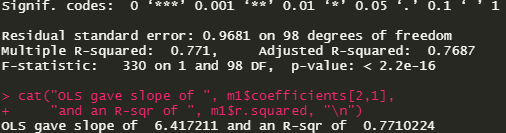 Signif. codes:  0 ‘***’ 0.001 ‘**’ 0.01 ‘*’ 0.05 ‘.’ 0.1 ‘ ’ 1
Residual standard error: 0.9681 on 98 degrees of freedom
Multiple R-squared:  0.771,	Adjusted R-squared:  0.7687
F-statistic:   330 on 1 and 98 DF,  p-value: < 2.2e-16
> cat("OLS gave slope of ", m1$coefficients[2,1],
+     "and an R-sqr of ", m1$r.squared, "\n")
OLS gave slope of  6.417211 and an R-sqr of  0.7710224